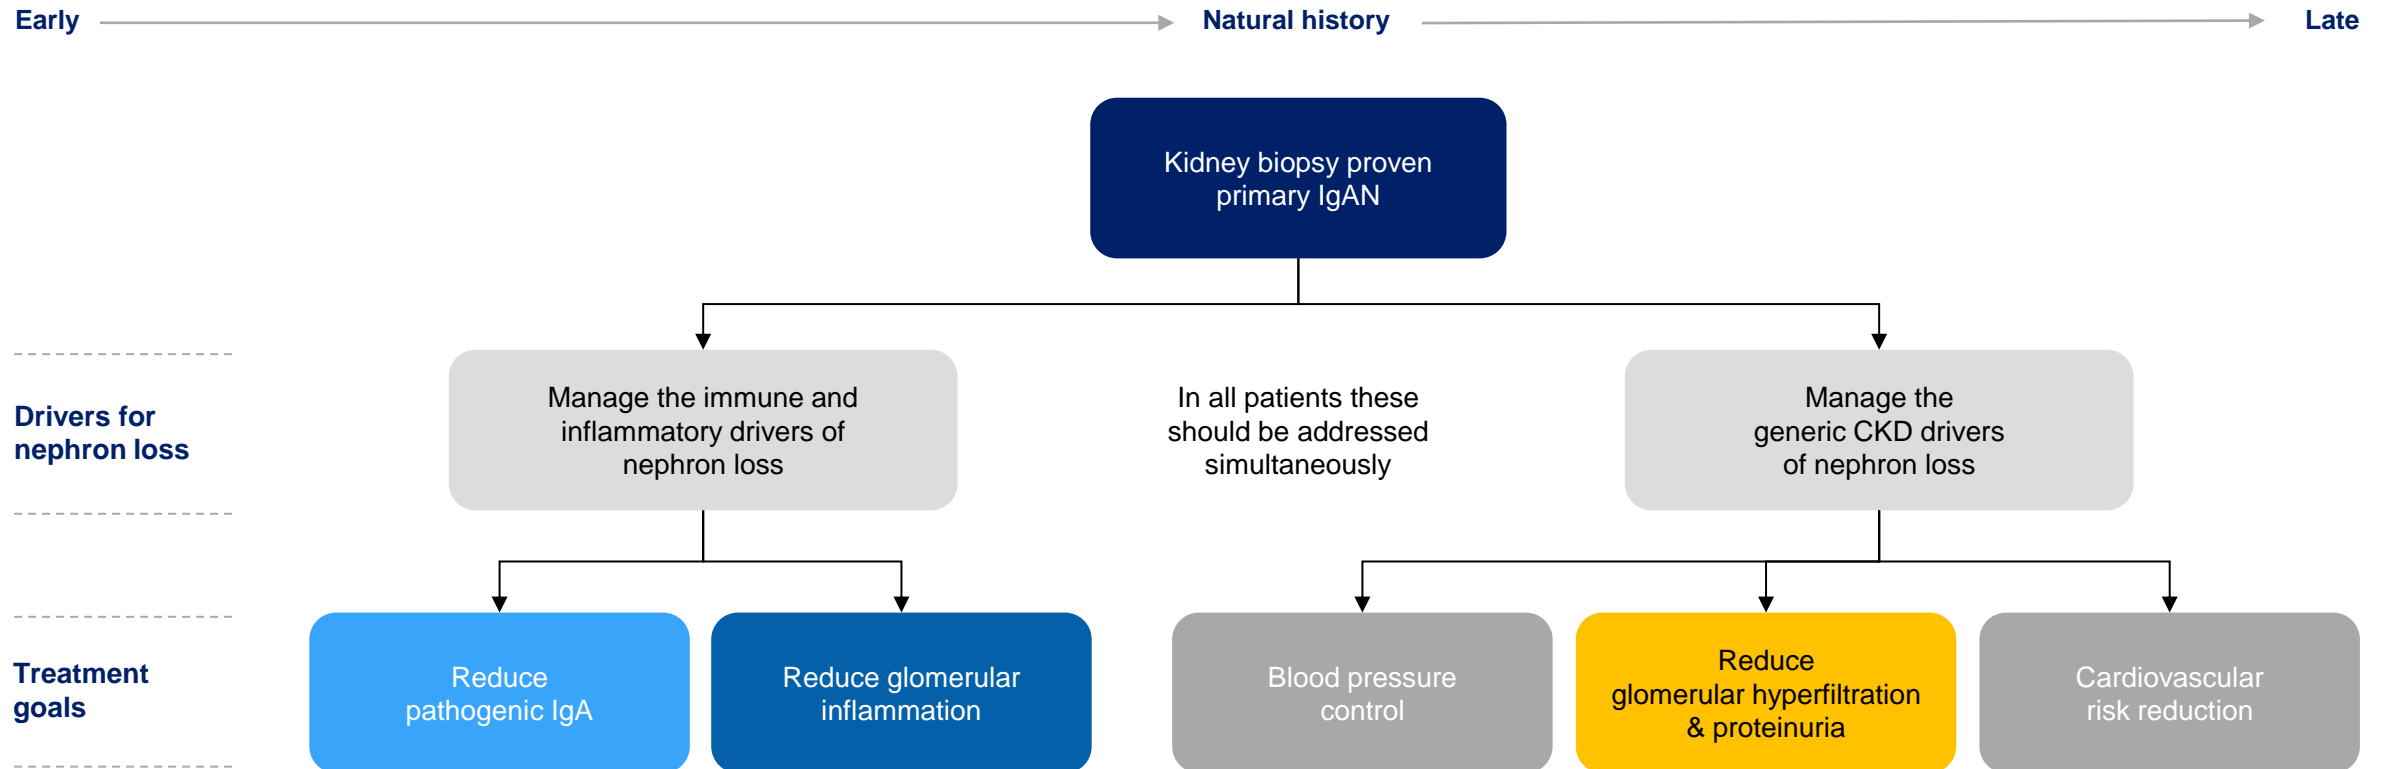 Early
Natural history
Late
Kidney biopsy proven
primary IgAN
Drivers for
nephron loss
Manage the immune and
inflammatory drivers of
nephron loss
In all patients these
should be addressed
simultaneously
Manage the
generic CKD drivers
of nephron loss
Treatment
goals
Reduce
pathogenic IgA
Reduce glomerular
inflammation
Blood pressure
control
Reduce
glomerular hyperfiltration
& proteinuria
Cardiovascular
risk reduction